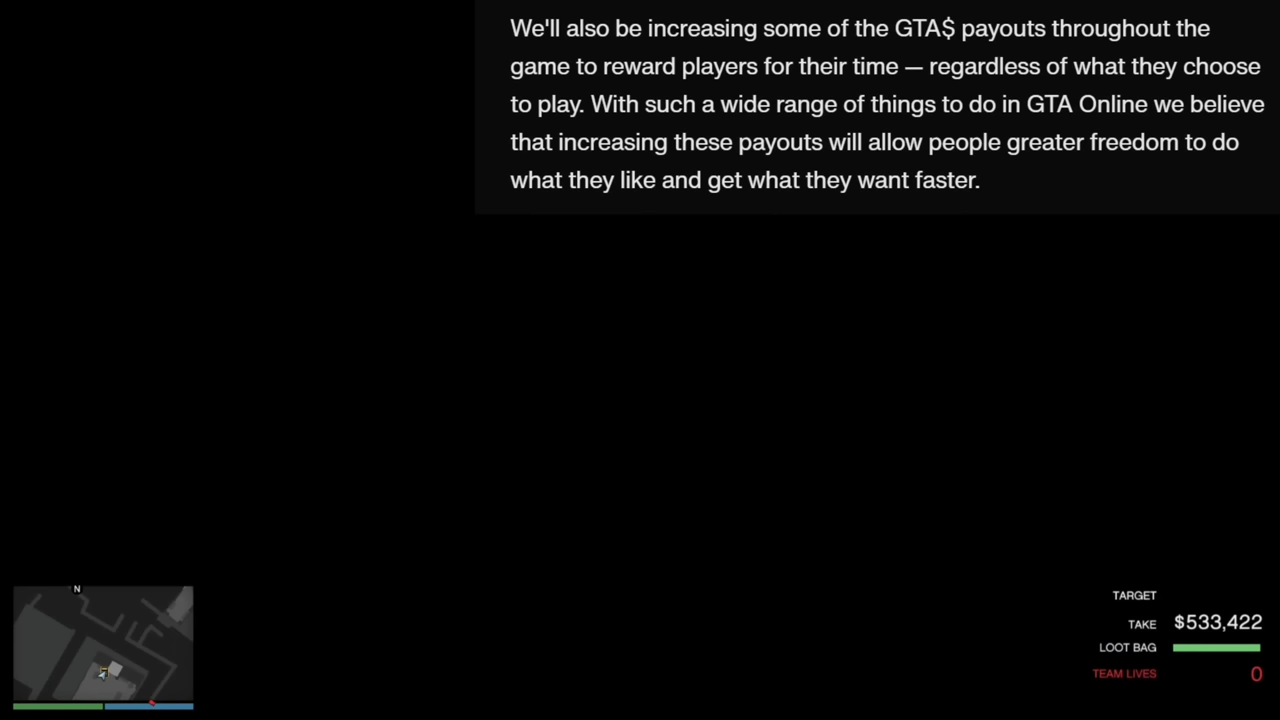 We'll also be increasing some of the GTA$ payouts throughout the
game to reward players for their time — regardless of what they choose
to play. With such a wide range of things to do in GTA Online we believe
that increasing these payouts will allow people greater freedom to do
what they like and get what they want faster.
N
TARGET
TAKE $533,422
LOOT BAG
TEAM LIVES 0